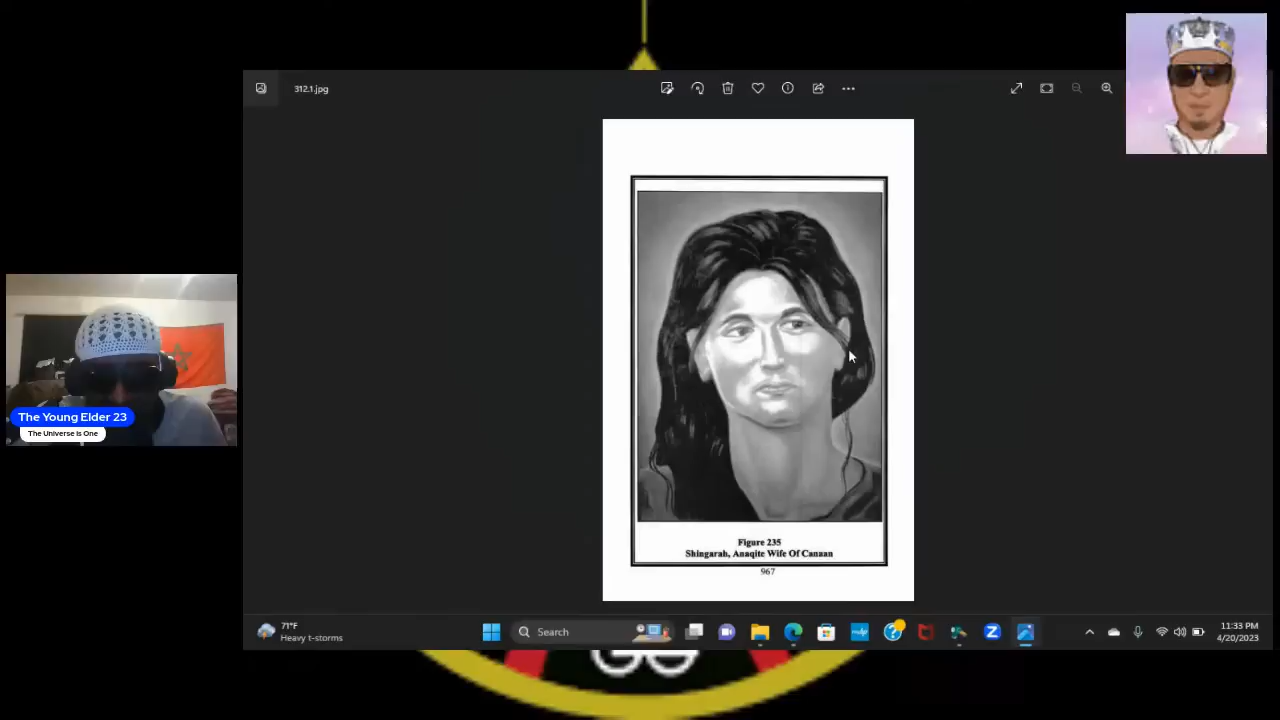 312.1.jpg
The Young Elder 23
The Universe is One
Figure 235
Shingarah, Anaqite Wife Of Canaan
967
71°F
Heavy t-storms
Search
11:33 PM
4/20/2023